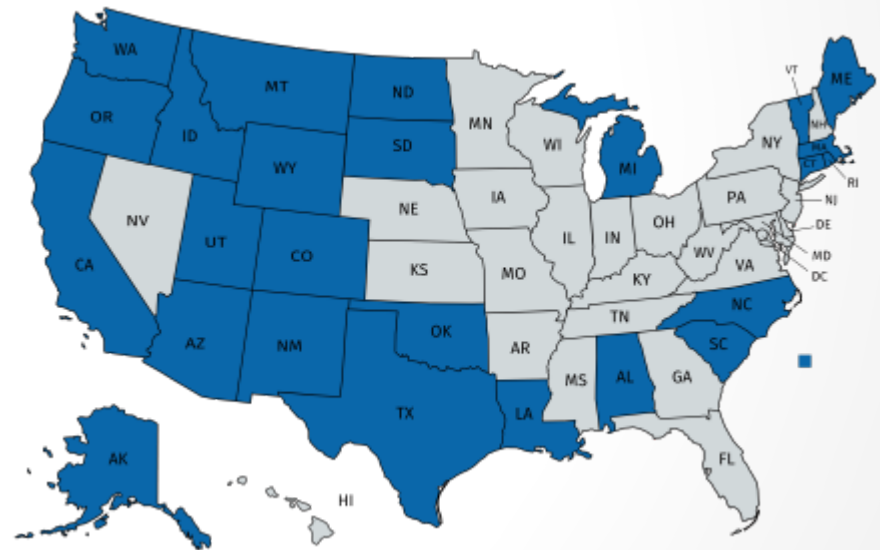 WA
MT
ND
MN
VT
ME
OR
ID
SD
WI
MI
NY
NH
MA
CT
RI
WY
NV
NE
IA
IL
IN
OH
PA
NJ
DE
MD
DC
UT
CO
CA
KS
MO
KY
WV
VA
AZ
NM
OK
AR
TN
NC
SC
TX
LA
MS
AL
GA
FL
AK
HI